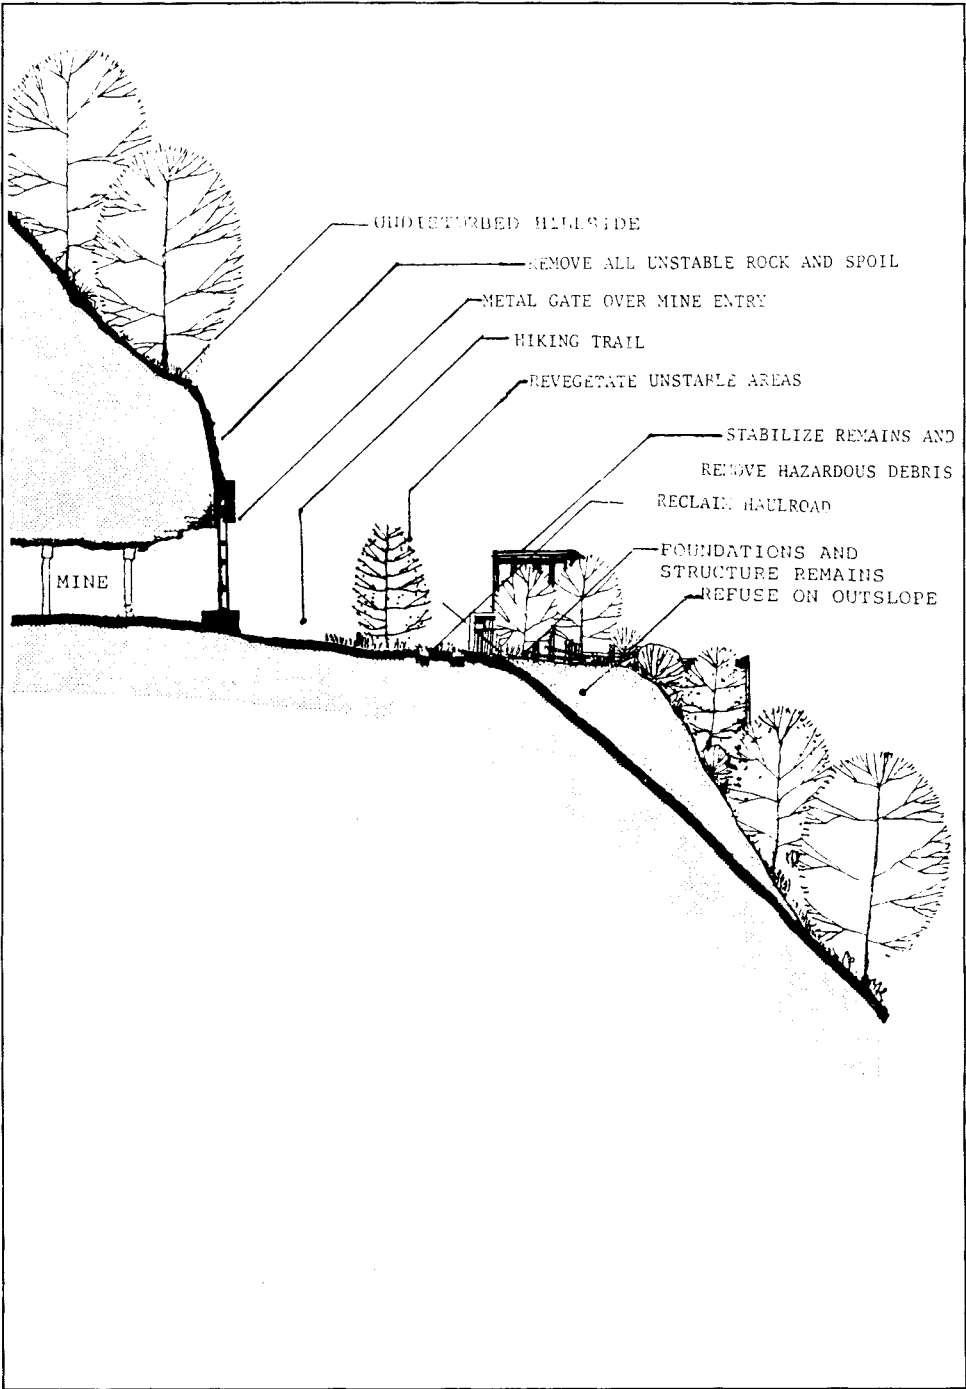 UNDISTURBED HILLSIDE
REMOVE ALL UNSTABLE ROCK AND SPOIL
METAL GATE OVER MINE ENTRY
HIKING TRAIL
REVEGETATE UNSTABLE AREAS
STABILIZE REMAINS AND
REMOVE HAZARDOUS DEBRIS
RECLAIM HAULROAD
FOUNDATIONS AND
STRUCTURE REMAINS
REFUSE ON OUTSLOPE
MINE